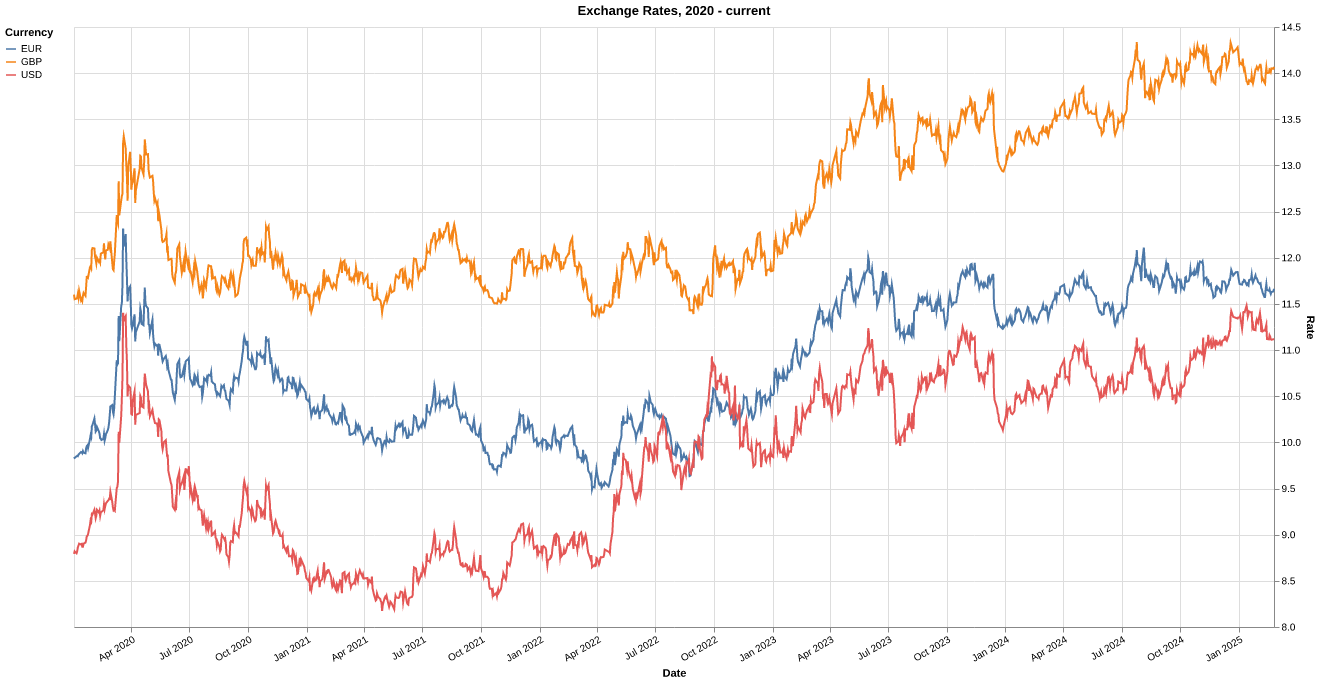 Exchange Rates, 2020 - current
Currency
EUR
GBP
USD
14.5
14.0
13.5
13.0
12.5
12.0
11.5
11.0
10.5
10.0
9.5
9.0
8.5
8.0
Rate
Apr 2020
Jul 2020
Oct 2020
Jan 2021
Apr 2021
Jul 2021
Oct 2021
Jan 2022
Apr 2022
Jul 2022
Oct 2022
Jan 2023
Apr 2023
Jul 2023
Oct 2023
Jan 2024
Apr 2024
Jul 2024
Oct 2024
Jan 2025
Date